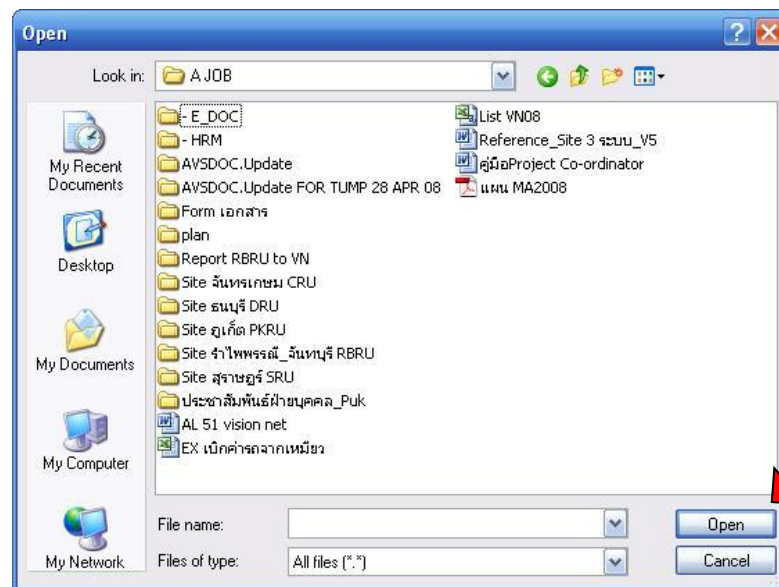 Open
Look in:
A JOB
My Recent
Documents
Desktop
My Documents
My Computer
My Network
- E_DOC
- HRM
AVSDOC.Update
AVSDOC.Update FOR TUMP 28 APR 08
Form เอกสาร
plan
Report RBRU to VN
Site จันทรเกษม CRU
Site ธนบุรี DRU
Site ภูเก็ต PKRU
Site รำไพพรรณี_จันทบุรี RBRU
Site สุราษฎร์ SRU
ประชาสัมพันธ์ฝ่ายบุคคล_Puk
AL 51 vision net
EX เบิกค่ารถจากเหมียว
List VN08
Reference_Site 3 ระบบ_V5
คู่มือProject Co-ordinator
แผน MA2008
File name:
Open
Files of type:
All files (*.*)
Cancel